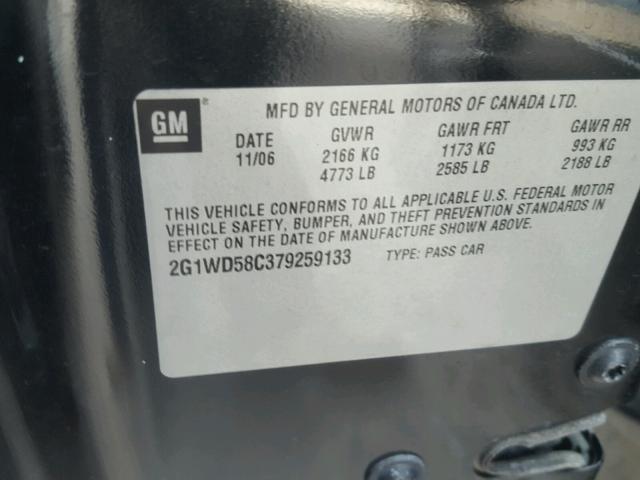 GM®
MFD BY GENERAL MOTORS OF CANADA LTD.
DATE GVWR GAWR FRT GAWR RR
11/06 2166 KG 1173 KG 993 KG
4773 LB 2585 LB 2188 LB
THIS VEHICLE CONFORMS TO ALL APPLICABLE U.S. FEDERAL MOTOR
VEHICLE SAFETY, BUMPER, AND THEFT PREVENTION STANDARDS IN
EFFECT ON THE DATE OF MANUFACTURE SHOWN ABOVE.
2G1WD58C379259133 TYPE: PASS CAR